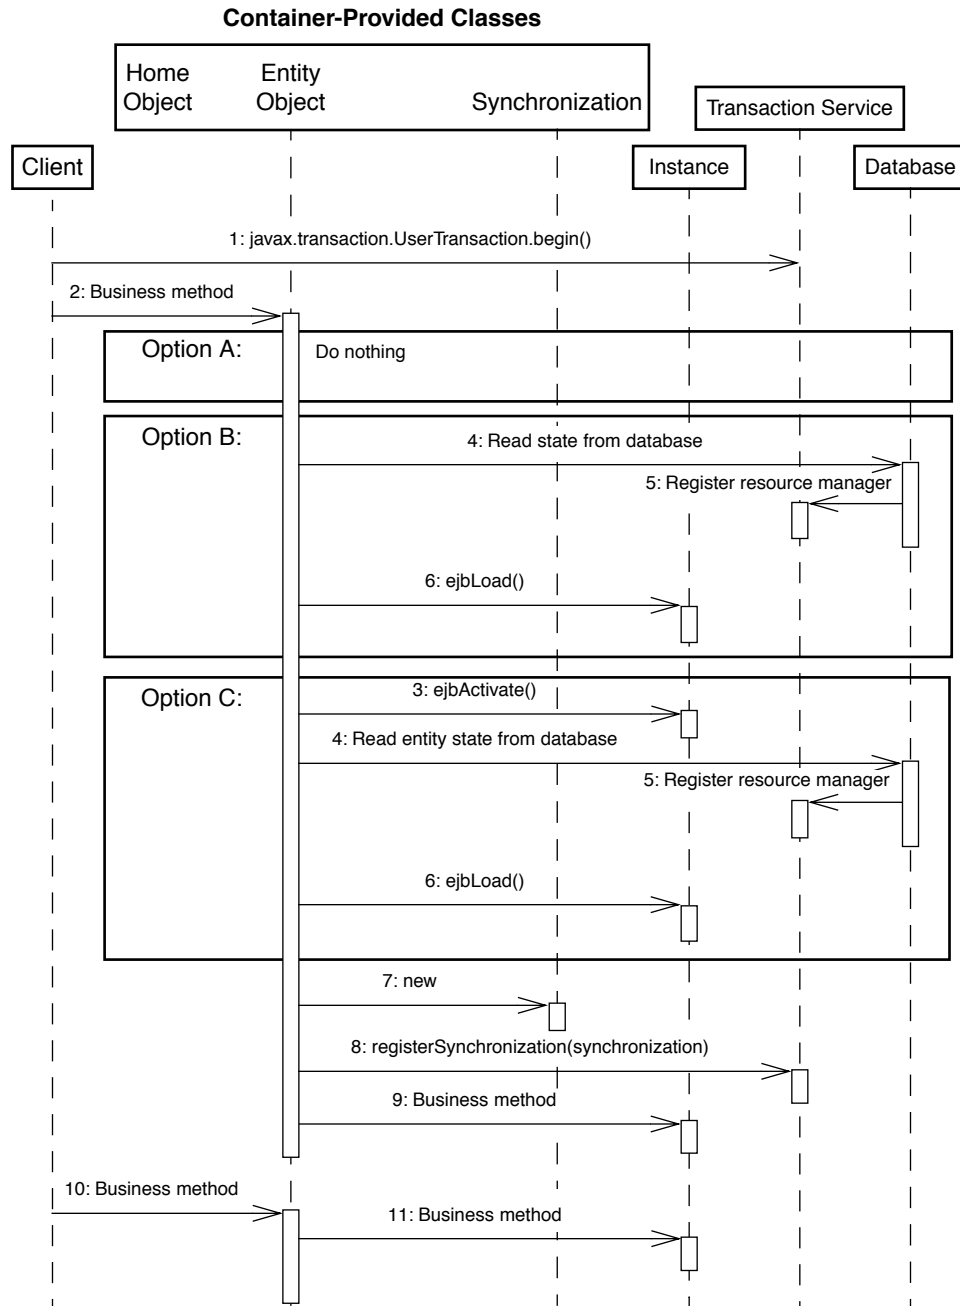 Container-Provided Classes
Home Object
Entity Object
Synchronization
Transaction Service
Client
Instance
Database
1: javax.transaction.UserTransaction.begin()
2: Business method
Option A:
Do nothing
Option B:
4: Read state from database
5: Register resource manager
6: ejbLoad()
Option C:
3: ejbActivate()
4: Read entity state from database
5: Register resource manager
6: ejbLoad()
7: new
8: registerSynchronization(synchronization)
9: Business method
10: Business method
11: Business method